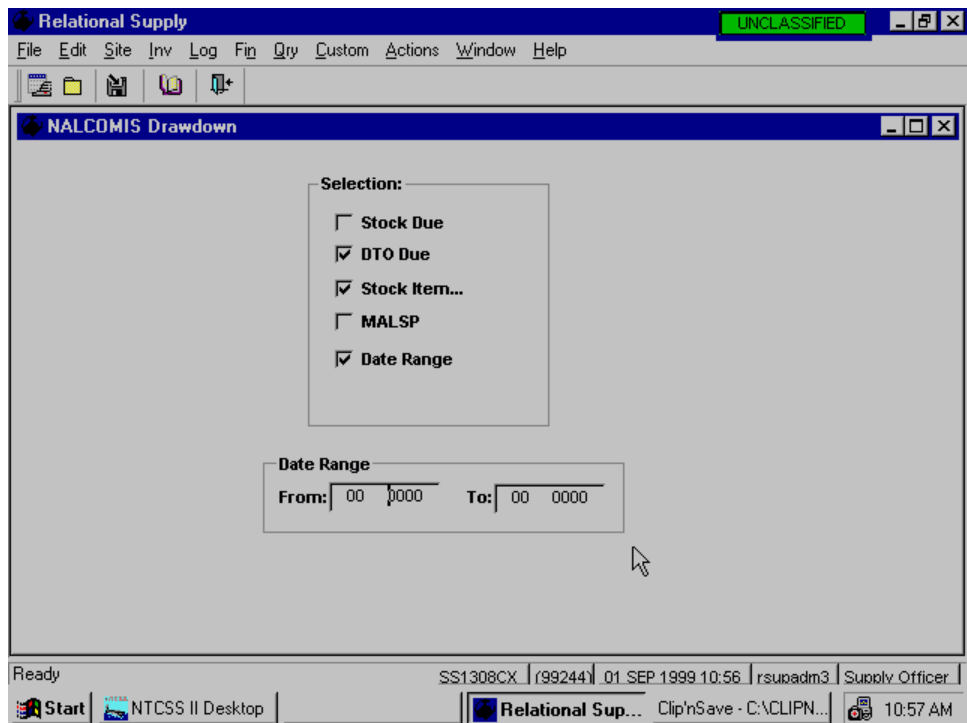 Relational Supply UNCLASSIFIED
File Edit Site Inv Log Fin Qry Custom Actions Window Help
NALCOMIS Drawdown
Selection:
Stock Due
DTO Due
Stock Item...
MALSP
Date Range
Date Range
From: 00 0000 To: 00 0000
Ready SS1308CX (99244) 01 SEP 1999 10:56 rsupadm3 Supply Officer
Start NTCSS II Desktop Relational Sup... Clip'nSave - C:\CLIPN... 10:57 AM